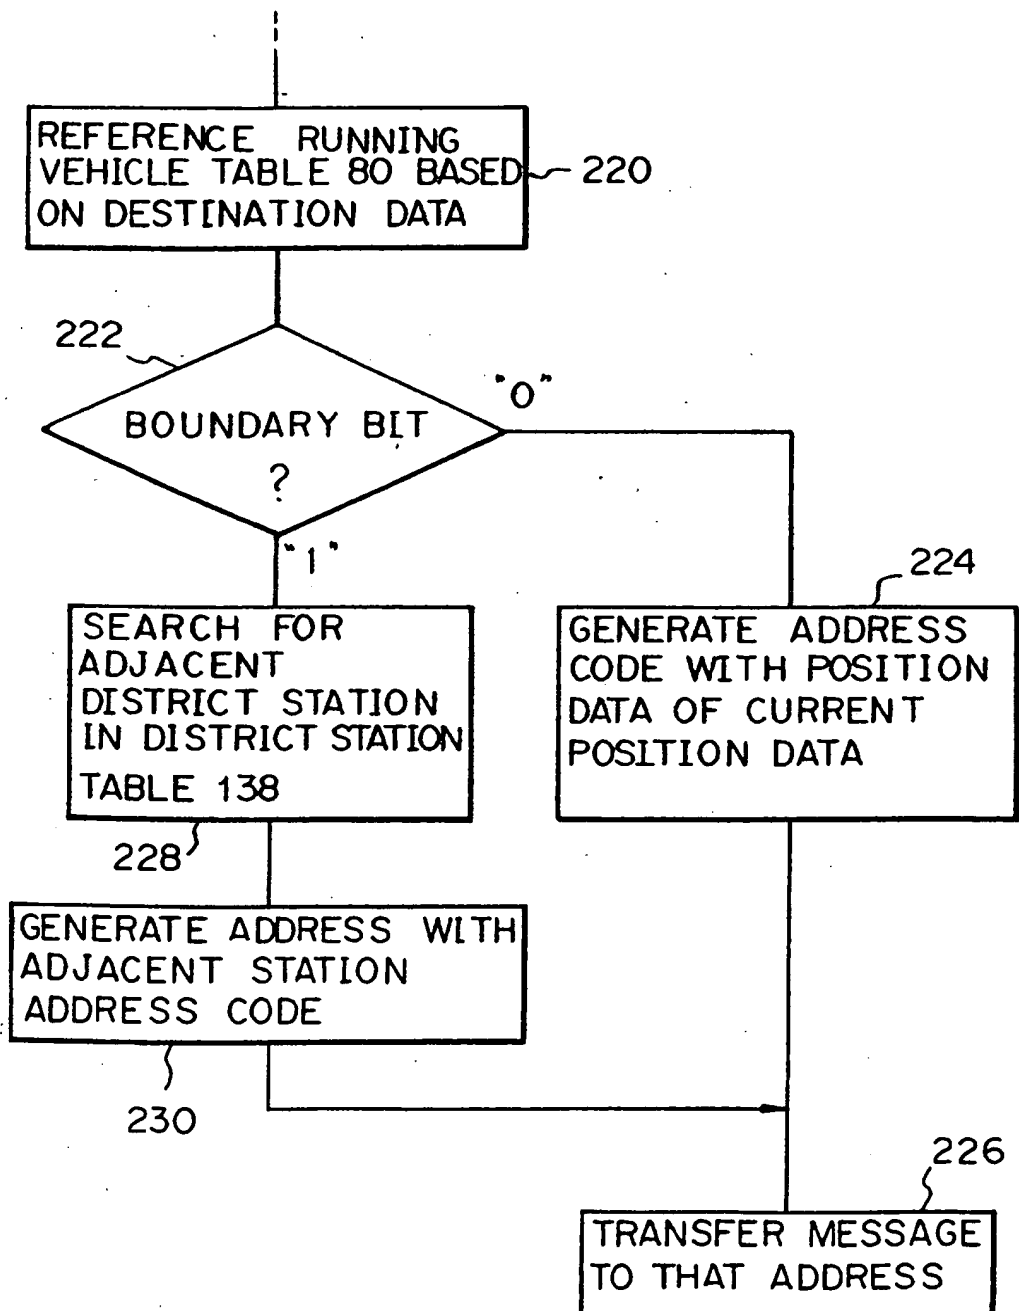 REFERENCE RUNNING
VEHICLE TABLE 80 BASED
ON DESTINATION DATA
220
222
BOUNDARY BIT
?
"0"
"1"
224
SEARCH FOR
ADJACENT
DISTRICT STATION
IN DISTRICT STATION
TABLE 138
GENERATE ADDRESS
CODE WITH POSITION
DATA OF CURRENT
POSITION DATA
228
GENERATE ADDRESS WITH
ADJACENT STATION
ADDRESS CODE
230
226
TRANSFER MESSAGE
TO THAT ADDRESS